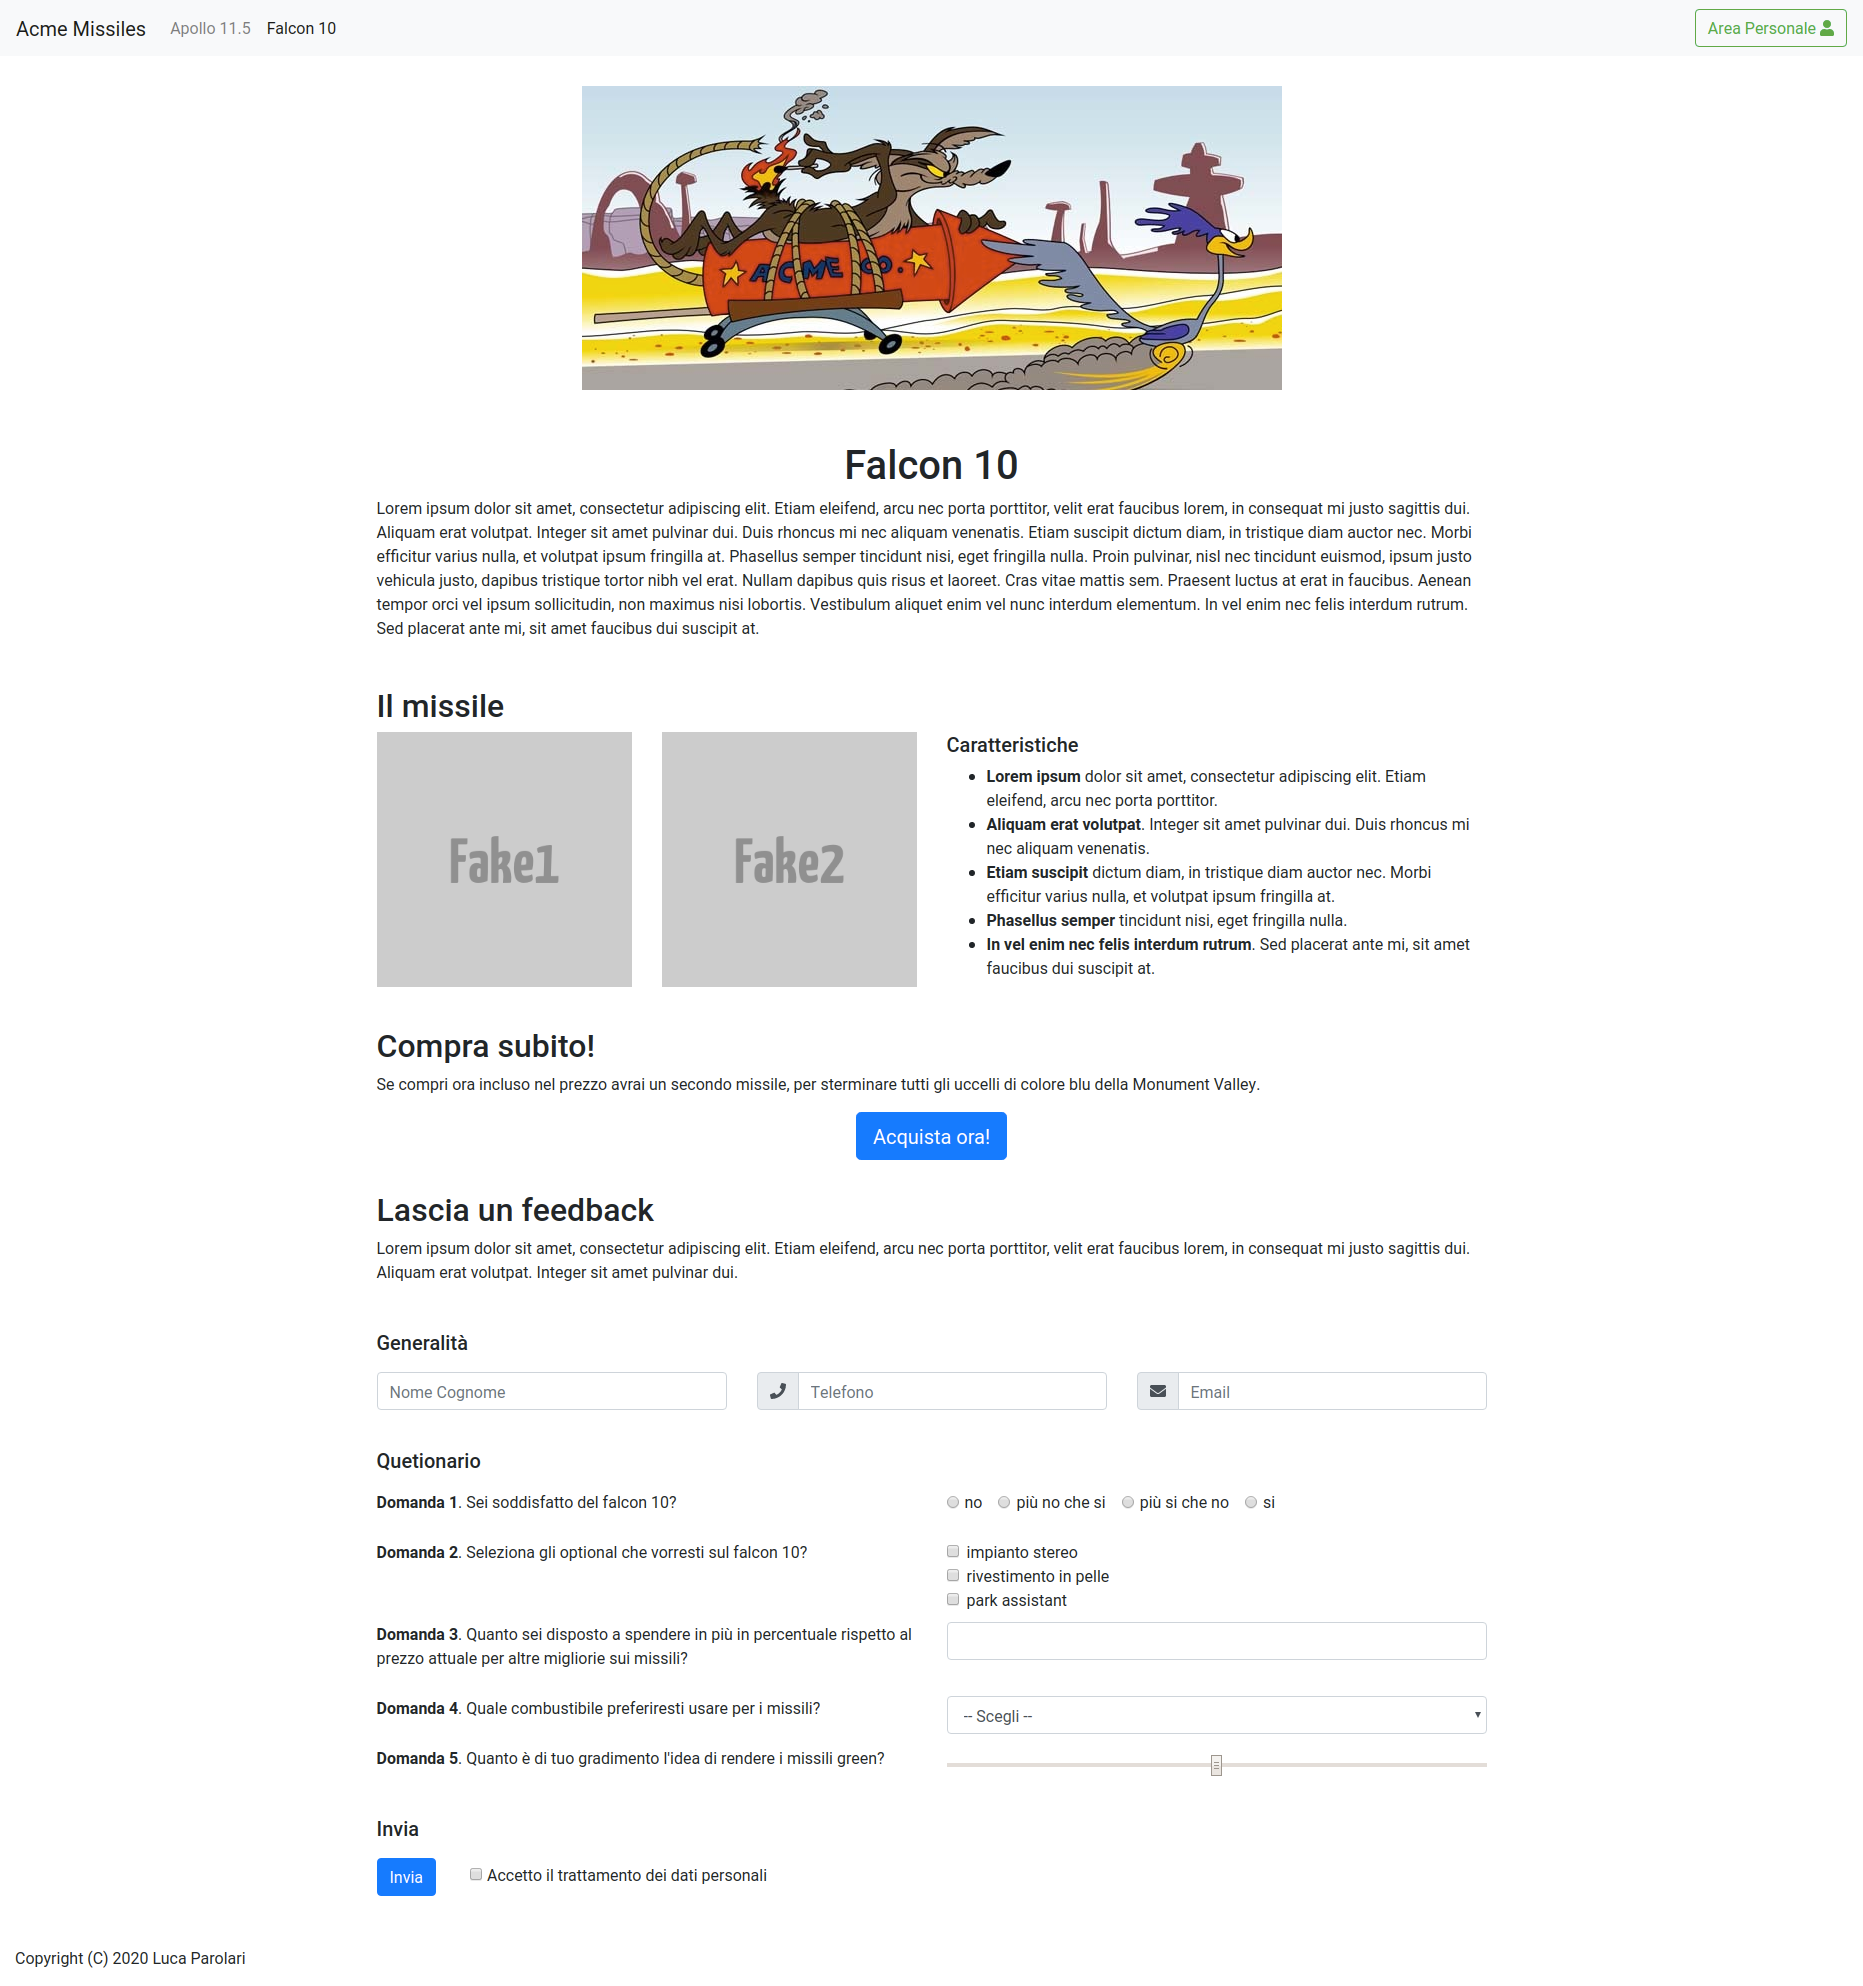 Acme Missiles Apollo 11.5 Falcon 10 Area Personale
ACME CO.
Falcon 10
Lorem ipsum dolor sit amet, consectetur adipiscing elit. Etiam eleifend, arcu nec porta porttitor, velit erat faucibus lorem, in consequat mi justo sagittis dui.
Aliquam erat volutpat. Integer sit amet pulvinar dui. Duis rhoncus mi nec aliquam venenatis. Etiam suscipit dictum diam, in tristique diam auctor nec. Morbi
efficitur varius nulla, et volutpat ipsum fringilla at. Phasellus semper tincidunt nisi, eget fringilla nulla. Proin pulvinar, nisl nec tincidunt euismod, ipsum justo
vehicula justo, dapibus tristique tortor nibh vel erat. Nullam dapibus quis risus et laoreet. Cras vitae mattis sem. Praesent luctus at erat in faucibus. Aenean
tempor orci vel ipsum sollicitudin, non maximus nisi lobortis. Vestibulum aliquet enim vel nunc interdum elementum. In vel enim nec felis interdum rutrum.
Sed placerat ante mi, sit amet faucibus dui suscipit at.
Il missile
Fake1
Fake2
Caratteristiche
Lorem ipsum dolor sit amet, consectetur adipiscing elit. Etiam
eleifend, arcu nec porta porttitor.
Aliquam erat volutpat. Integer sit amet pulvinar dui. Duis rhoncus mi
nec aliquam venenatis.
Etiam suscipit dictum diam, in tristique diam auctor nec. Morbi
efficitur varius nulla, et volutpat ipsum fringilla at.
Phasellus semper tincidunt nisi, eget fringilla nulla.
In vel enim nec felis interdum rutrum. Sed placerat ante mi, sit amet
faucibus dui suscipit at.
Compra subito!
Se compri ora incluso nel prezzo avrai un secondo missile, per sterminare tutti gli uccelli di colore blu della Monument Valley.
Acquista ora!
Lascia un feedback
Lorem ipsum dolor sit amet, consectetur adipiscing elit. Etiam eleifend, arcu nec porta porttitor, velit erat faucibus lorem, in consequat mi justo sagittis dui.
Aliquam erat volutpat. Integer sit amet pulvinar dui.
Generalità
Nome Cognome Telefono Email
Quetionario
Domanda 1. Sei soddisfatto del falcon 10? no più no che si più si che no si
Domanda 2. Seleziona gli optional che vorresti sul falcon 10? impianto stereo
rivestimento in pelle
park assistant
Domanda 3. Quanto sei disposto a spendere in più in percentuale rispetto al
prezzo attuale per altre migliorie sui missili?
Domanda 4. Quale combustibile preferiresti usare per i missili? -- Scegli --
Domanda 5. Quanto è di tuo gradimento l'idea di rendere i missili green?
Invia
Invia Accetto il trattamento dei dati personali
Copyright (C) 2020 Luca Parolari